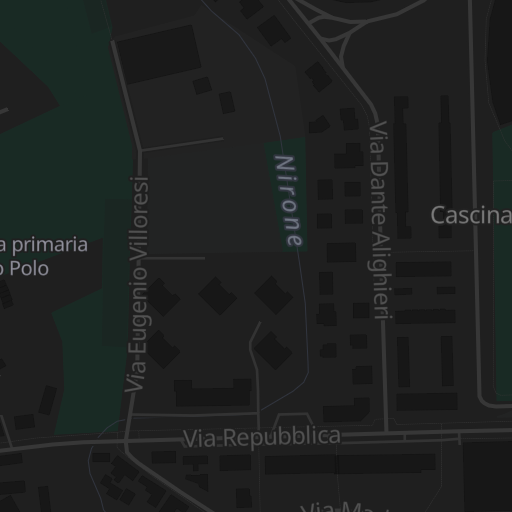 Nirone
Via Dante Alighieri
Via Eugenio Villoresi
Cascina
a primaria
o Polo
Via Repubblica